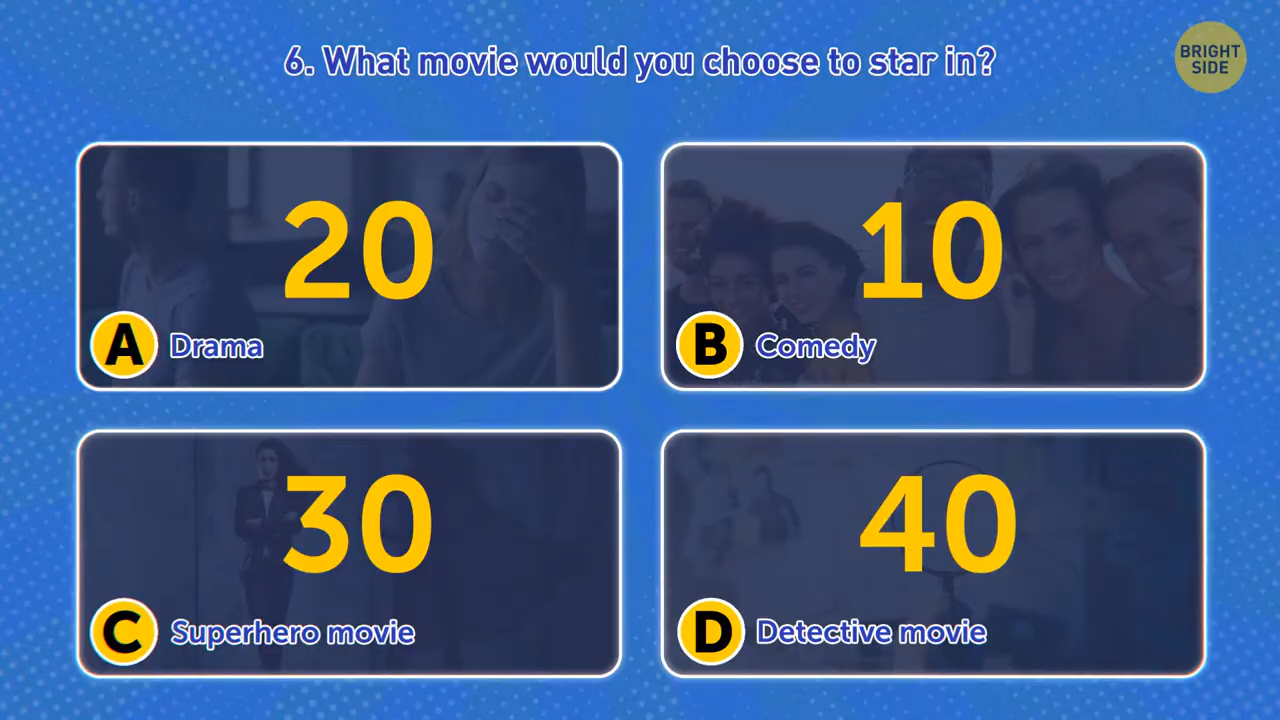 6. What movie would you choose to star in?
BRIGHT
SIDE
20
A Drama
10
B Comedy
30
C Superhero movie
40
D Detective movie